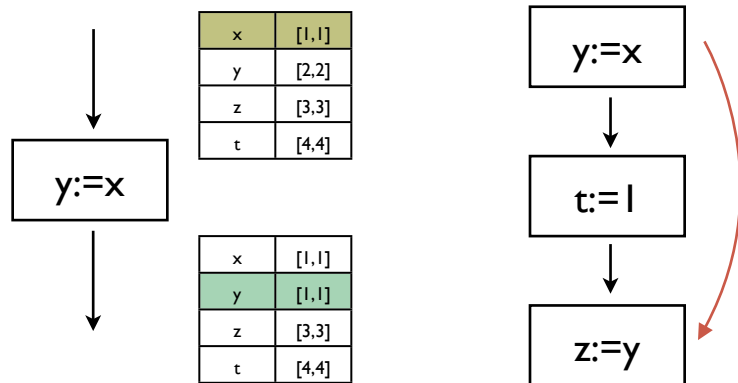 x [1,1]
y [2,2]
z [3,3]
t [4,4]
y:=x
x [1,1]
y [1,1]
z [3,3]
t [4,4]
y:=x
t:=1
z:=y